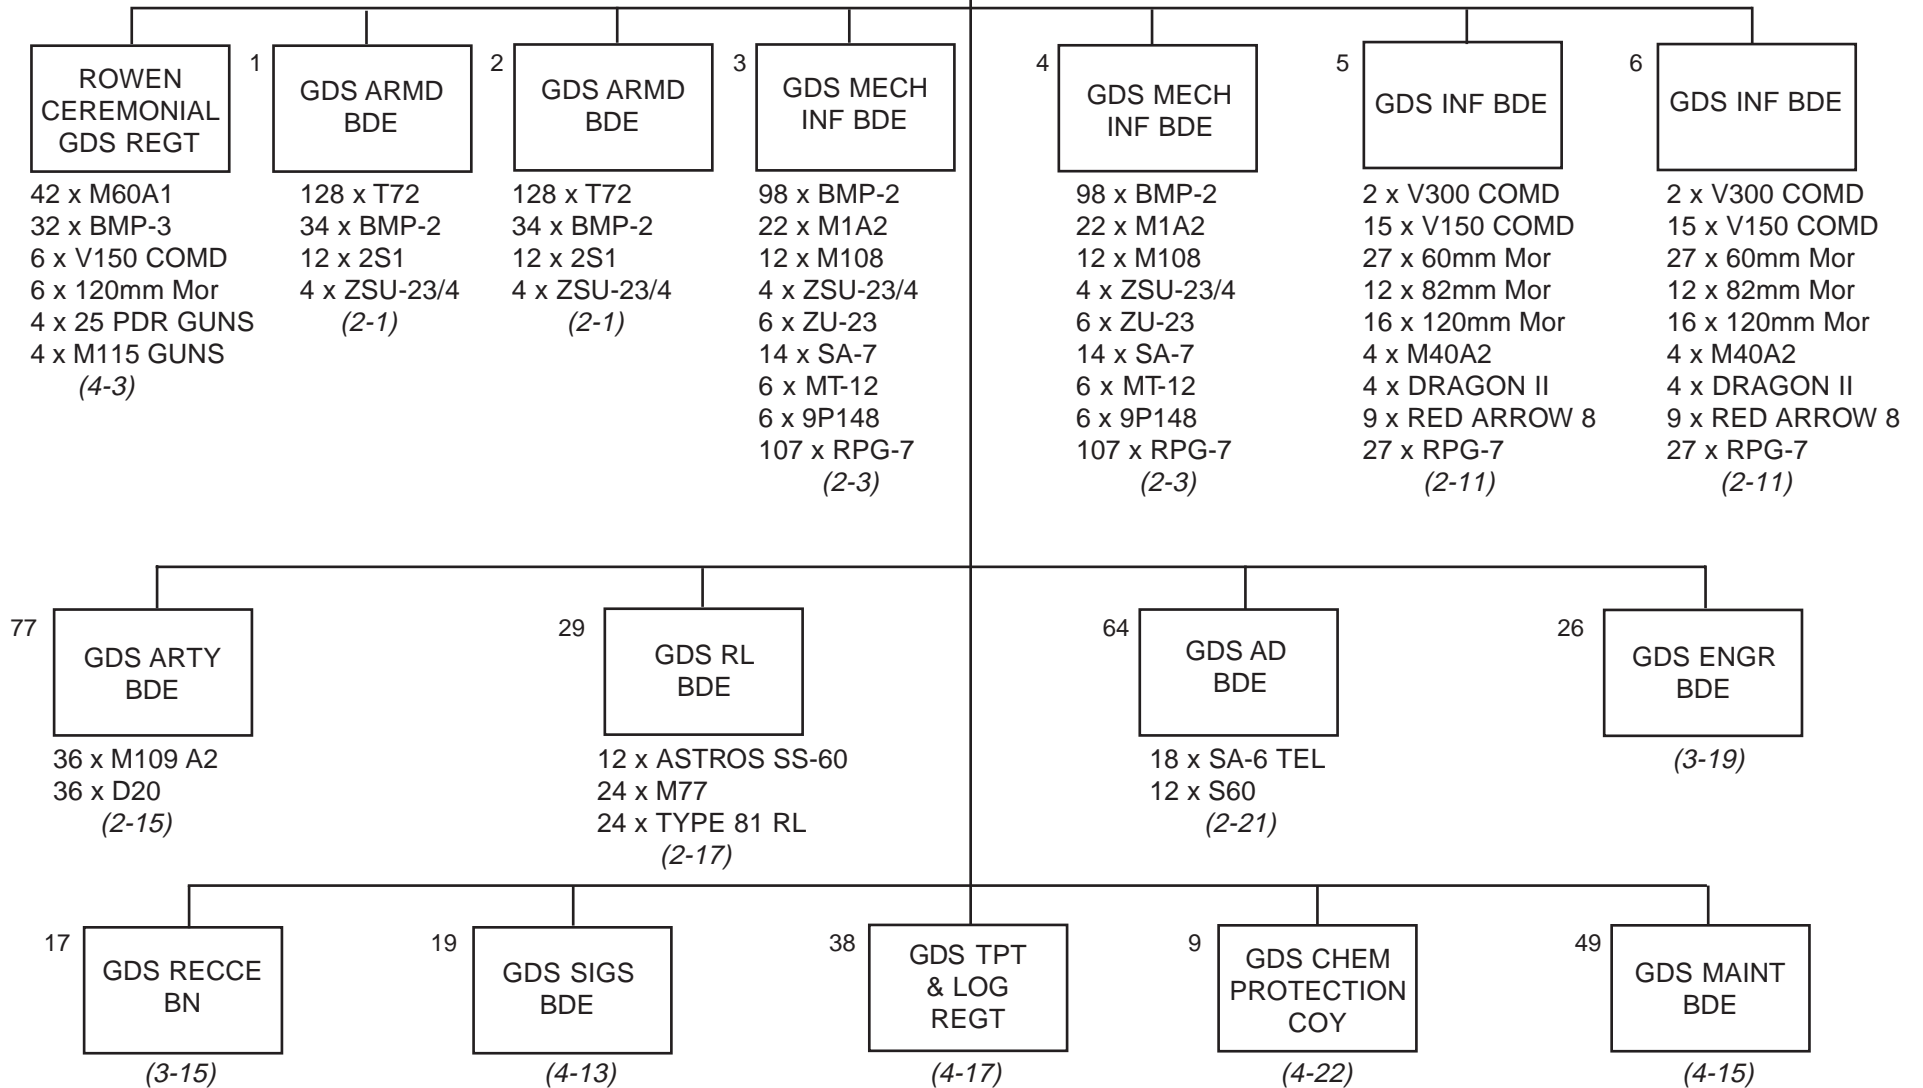 ROWEN
CEREMONIAL
GDS REGT
42 x M60A1
32 x BMP-3
6 x V150 COMD
6 x 120mm Mor
4 x 25 PDR GUNS
4 x M115 GUNS
(4-3)
1
GDS ARMD
BDE
128 x T72
34 x BMP-2
12 x 2S1
4 x ZSU-23/4
(2-1)
2
GDS ARMD
BDE
128 x T72
34 x BMP-2
12 x 2S1
4 x ZSU-23/4
(2-1)
3
GDS MECH
INF BDE
98 x BMP-2
22 x M1A2
12 x M108
4 x ZSU-23/4
6 x ZU-23
14 x SA-7
6 x MT-12
6 x 9P148
107 x RPG-7
(2-3)
4
GDS MECH
INF BDE
98 x BMP-2
22 x M1A2
12 x M108
4 x ZSU-23/4
6 x ZU-23
14 x SA-7
6 x MT-12
6 x 9P148
107 x RPG-7
(2-3)
5
GDS INF BDE
2 x V300 COMD
15 x V150 COMD
27 x 60mm Mor
12 x 82mm Mor
16 x 120mm Mor
4 x M40A2
4 x DRAGON II
9 x RED ARROW 8
27 x RPG-7
(2-11)
6
GDS INF BDE
2 x V300 COMD
15 x V150 COMD
27 x 60mm Mor
12 x 82mm Mor
16 x 120mm Mor
4 x M40A2
4 x DRAGON II
9 x RED ARROW 8
27 x RPG-7
(2-11)
77
GDS ARTY
BDE
36 x M109 A2
36 x D20
(2-15)
29
GDS RL
BDE
12 x ASTROS SS-60
24 x M77
24 x TYPE 81 RL
(2-17)
64
GDS AD
BDE
18 x SA-6 TEL
12 x S60
(2-21)
26
GDS ENGR
BDE
(3-19)
17
GDS RECCE
BN
(3-15)
19
GDS SIGS
BDE
(4-13)
38
GDS TPT
& LOG
REGT
(4-17)
9
GDS CHEM
PROTECTION
COY
(4-22)
49
GDS MAINT
BDE
(4-15)